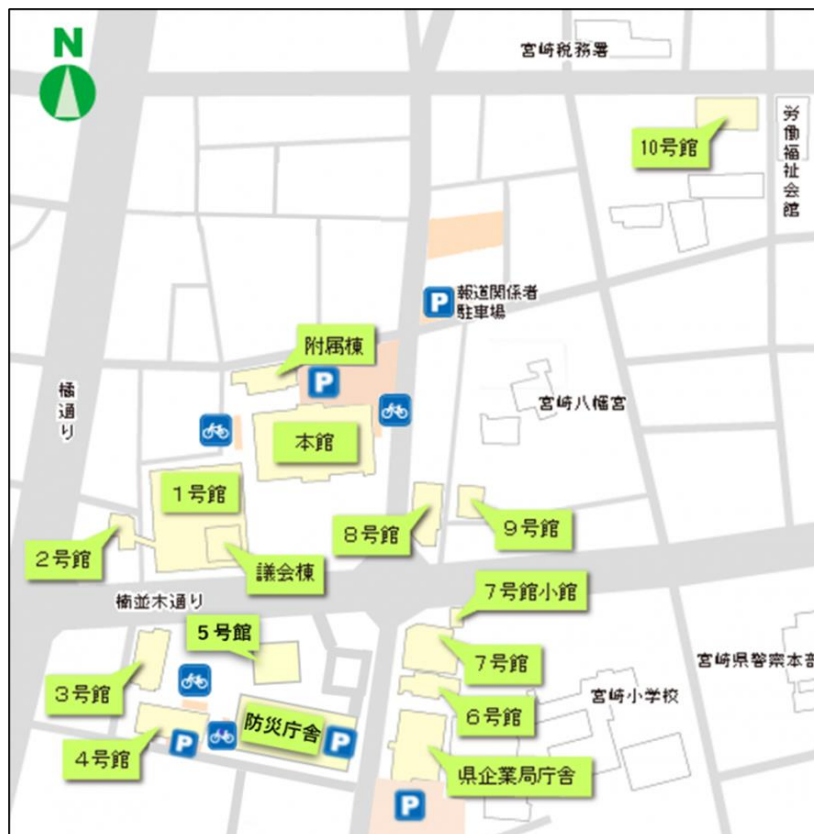 N
宮崎税務署
10号館
労働福祉会館
P
報道関係者
駐車場
附属棟
P
橘通り
宮崎八幡宮
本館
1号館
8号館
9号館
2号館
議会棟
7号館小館
楠並木通り
5号館
7号館
宮崎県警察本部
3号館
宮崎小学校
6号館
防災庁舎
P
P
4号館
県企業局庁舎
P